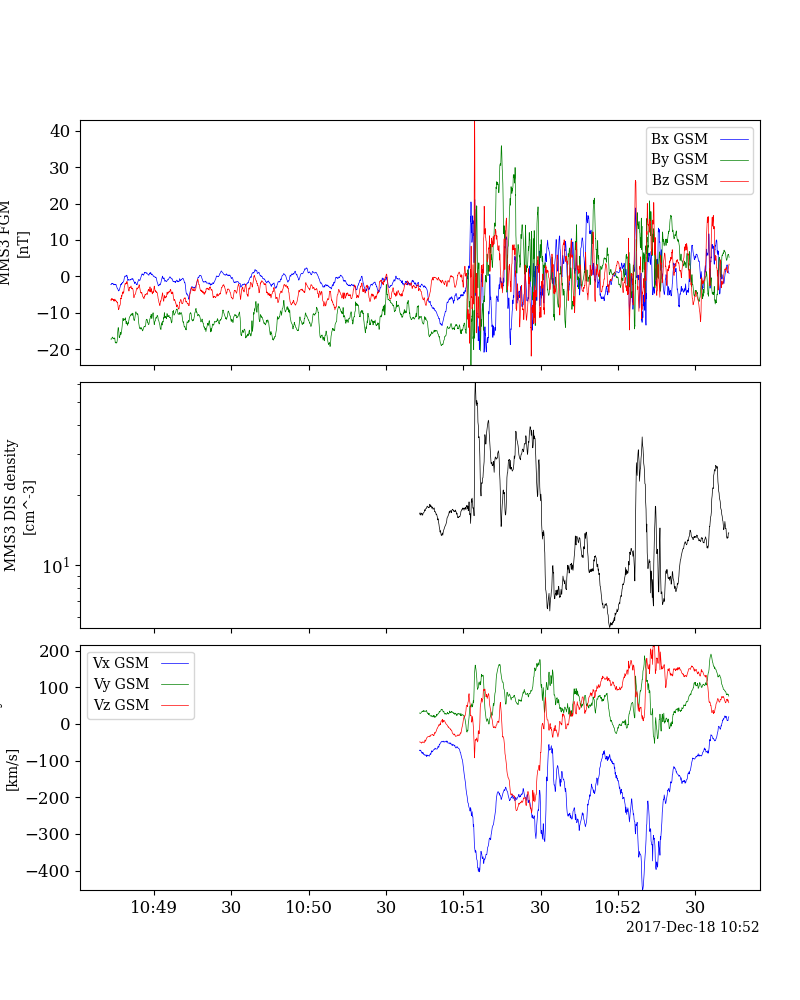 40
30
20
10
0
−10
−20
MMS3 FGM
[nT]
Bx GSM
By GSM
Bz GSM
10¹
MMS3 DIS density
[cm^-3]
200
100
0
−100
−200
−300
−400
[km/s]
Vx GSM
Vy GSM
Vz GSM
10:49
30
10:50
30
10:51
30
10:52
30
2017-Dec-18 10:52